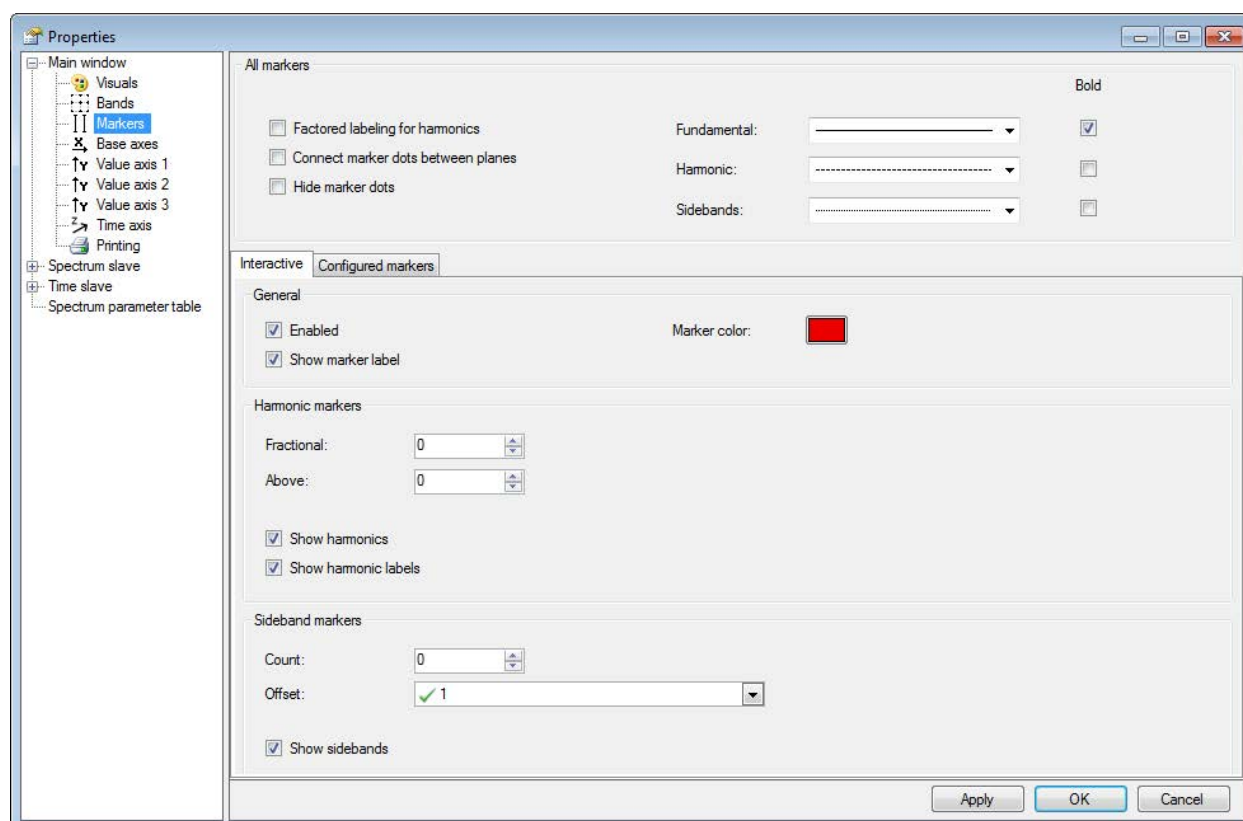 Properties
Main window
Visuals
Bands
Markers
Base axes
Value axis 1
Value axis 2
Value axis 3
Time axis
Printing
Spectrum slave
Time slave
Spectrum parameter table
All markers
Bold
Factored labeling for harmonics
Connect marker dots between planes
Hide marker dots
Fundamental:
Harmonic:
Sidebands:
Interactive Configured markers
General
Enabled
Marker color:
Show marker label
Harmonic markers
Fractional: 0
Above: 0
Show harmonics
Show harmonic labels
Sideband markers
Count: 0
Offset: 1
Show sidebands
Apply OK Cancel